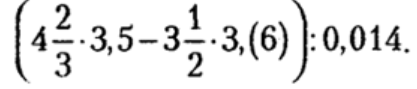 (4 2/3 · 3,5 – 3 1/2 · 3,(6)) : 0,014.